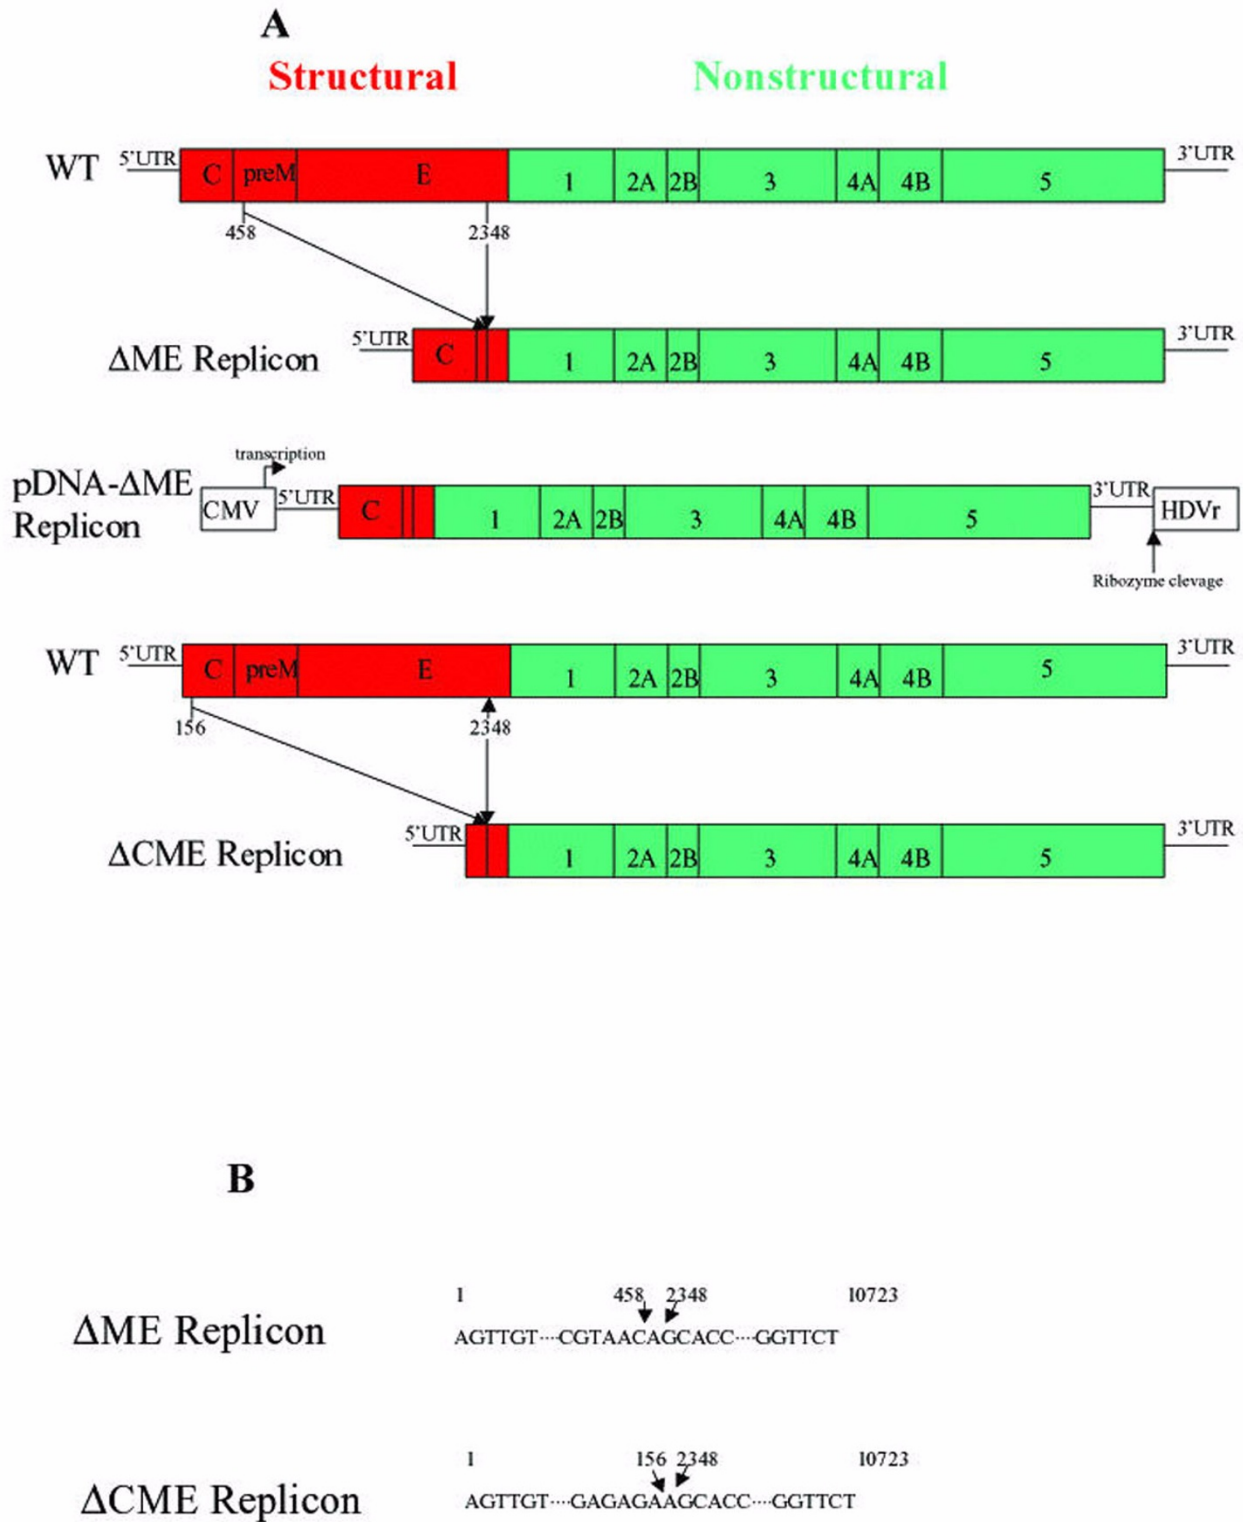 A
Structural Nonstructural
WT 5'UTR C preM E 1 2A 2B 3 4A 4B 5 3'UTR
458 2348
ΔME Replicon 5'UTR C 1 2A 2B 3 4A 4B 5 3'UTR
transcription
pDNA-ΔME
Replicon
CMV 5'UTR C 1 2A 2B 3 4A 4B 5 3'UTR HDVr
Ribozyme clevage
WT 5'UTR C preM E 1 2A 2B 3 4A 4B 5 3'UTR
156 2348
ΔCME Replicon 5'UTR 1 2A 2B 3 4A 4B 5 3'UTR
B
1 458 2348 10723
ΔME Replicon AGTTGT····CGTAACAGCACC····GGTTCT
1 156 2348 10723
ΔCME Replicon AGTTGT····GAGAGAAGCACC····GGTTCT